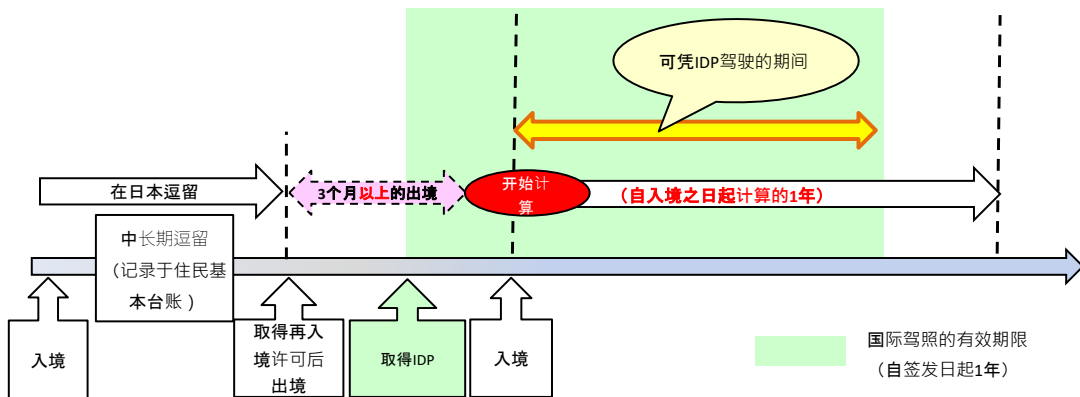 可凭IDP驾驶的期间
在日本逗留
3个月以上的出境
开始计
算
（自入境之日起计算的1年）
中长期逗留
（记录于住民基
本台账）
入境
取得再入
境许可后
出境
取得IDP
入境
国际驾照的有效期限
（自签发日起1年）